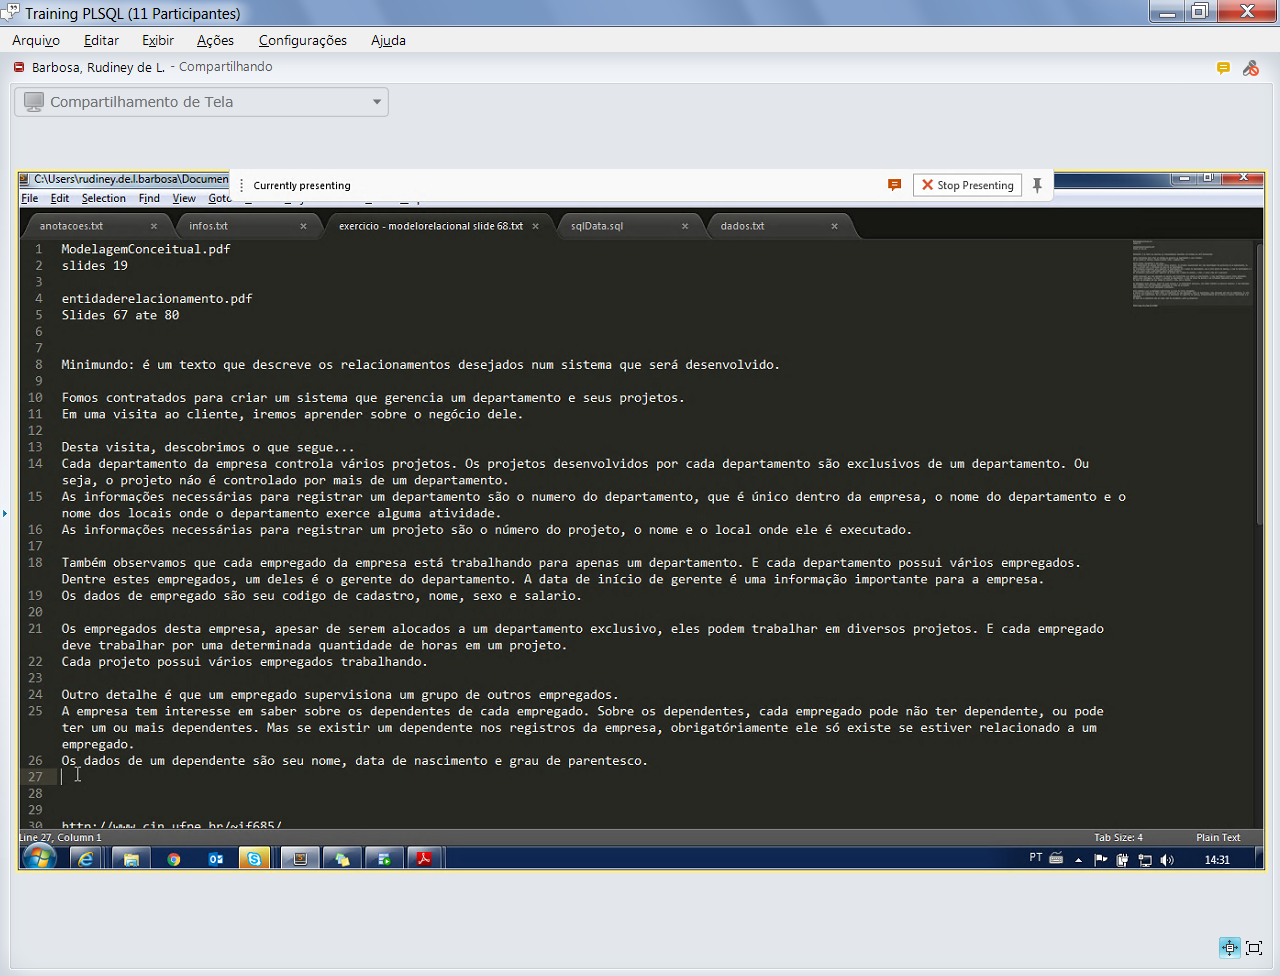 Training PLSQL (11 Participantes)
Arquivo Editar Exibir Ações Configurações Ajuda
Barbosa, Rudiney de L. - Compartilhando
Compartilhamento de Tela
C:\Users\rudiney.de.l.barbosa\Documen
Currently presenting
Stop Presenting
File Edit Selection Find View Goto
anotacoes.txt infos.txt exercicio - modelorelacional slide 68.txt sqlData.sql dados.txt
1 ModelagemConceitual.pdf
2 slides 19
3
4 entidaderelacionamento.pdf
5 Slides 67 ate 80
6
7
8 Minimundo: é um texto que descreve os relacionamentos desejados num sistema que será desenvolvido.
9
10 Fomos contratados para criar um sistema que gerencia um departamento e seus projetos.
11 Em uma visita ao cliente, iremos aprender sobre o negócio dele.
12
13 Desta visita, descobrimos o que segue...
14 Cada departamento da empresa controla vários projetos. Os projetos desenvolvidos por cada departamento são exclusivos de um departamento. Ou
seja, o projeto náo é controlado por mais de um departamento.
15 As informações necessárias para registrar um departamento são o numero do departamento, que é único dentro da empresa, o nome do departamento e o
nome dos locais onde o departamento exerce alguma atividade.
16 As informações necessárias para registrar um projeto são o número do projeto, o nome e o local onde ele é executado.
17
18 Também observamos que cada empregado da empresa está trabalhando para apenas um departamento. E cada departamento possui vários empregados.
Dentre estes empregados, um deles é o gerente do departamento. A data de início de gerente é uma informação importante para a empresa.
19 Os dados de empregado são seu codigo de cadastro, nome, sexo e salario.
20
21 Os empregados desta empresa, apesar de serem alocados a um departamento exclusivo, eles podem trabalhar em diversos projetos. E cada empregado
deve trabalhar por uma determinada quantidade de horas em um projeto.
22 Cada projeto possui vários empregados trabalhando.
23
24 Outro detalhe é que um empregado supervisiona um grupo de outros empregados.
25 A empresa tem interesse em saber sobre os dependentes de cada empregado. Sobre os dependentes, cada empregado pode não ter dependente, ou pode
ter um ou mais dependentes. Mas se existir um dependente nos registros da empresa, obrigatóriamente ele só existe se estiver relacionado a um
empregado.
26 Os dados de um dependente são seu nome, data de nascimento e grau de parentesco.
27
28
29
30 http://www.cin.ufpe.br/~if685/
Line 27, Column 1 Tab Size: 4 Plain Text
PT 14:31